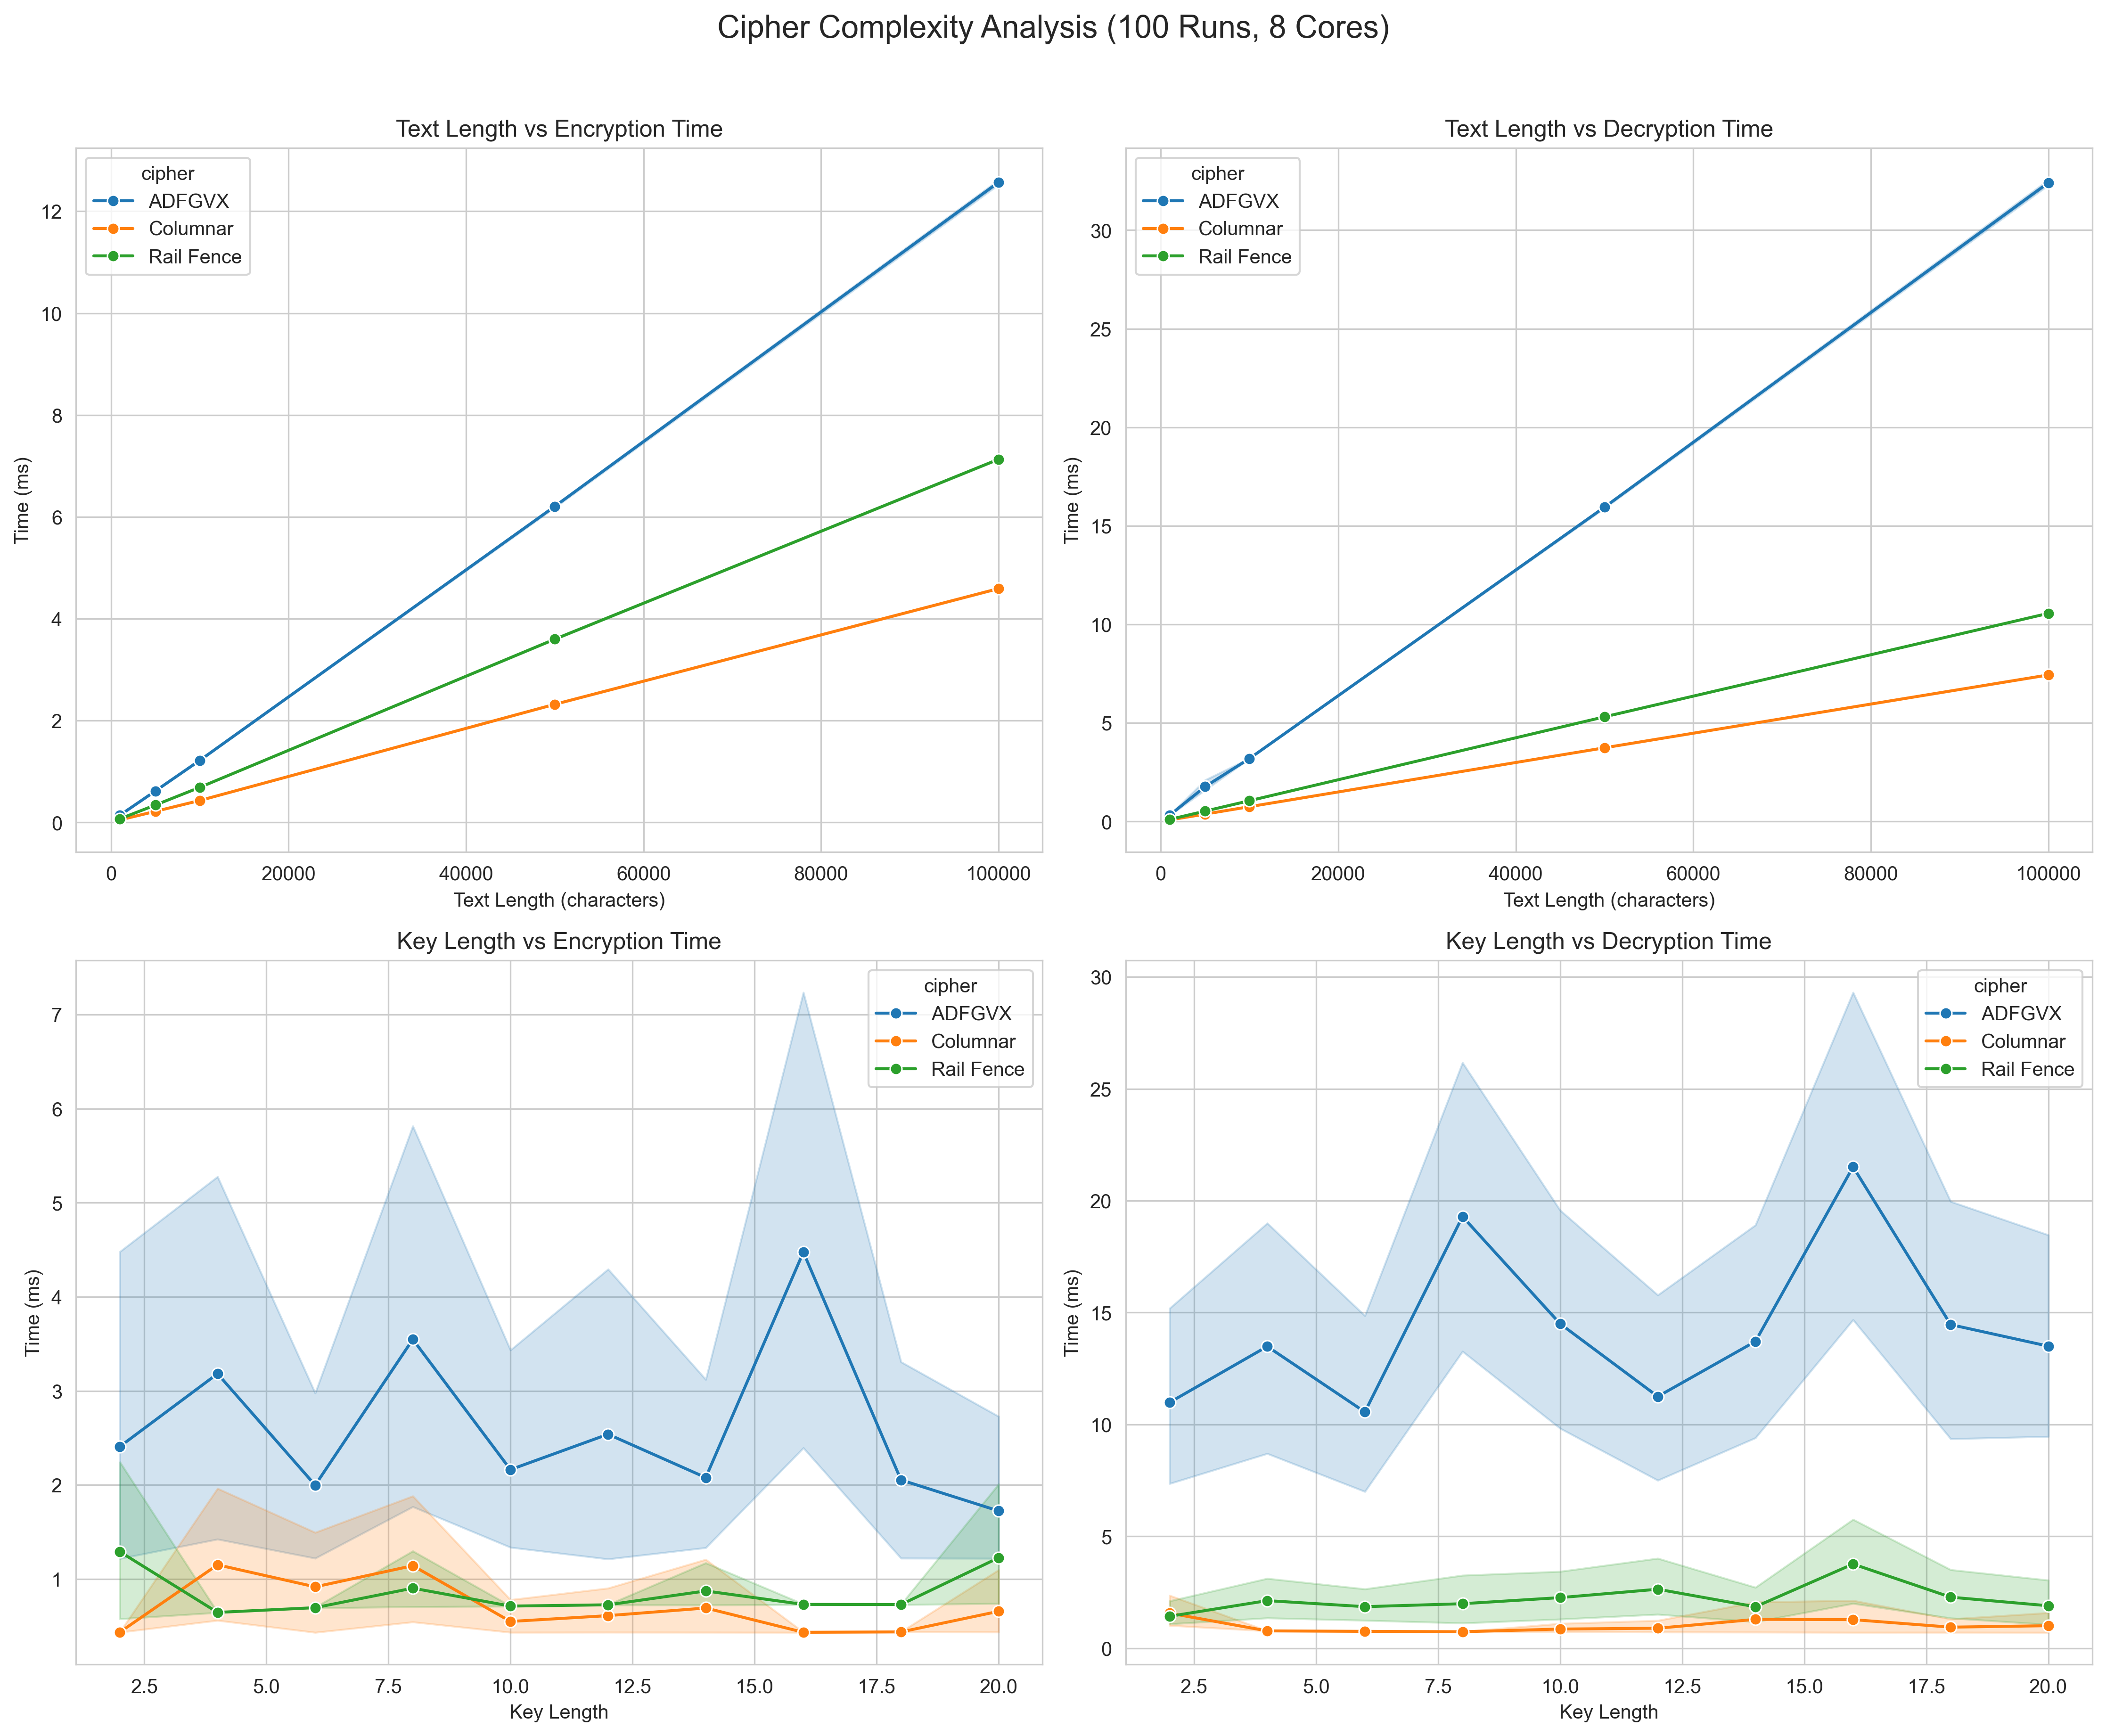 Cipher Complexity Analysis (100 Runs, 8 Cores)
Text Length vs Encryption Time
cipher
ADFGVX
Columnar
Rail Fence
12
10
8
6
4
2
0
Time (ms)
0 20000 40000 60000 80000 100000
Text Length (characters)
Text Length vs Decryption Time
cipher
ADFGVX
Columnar
Rail Fence
30
25
20
15
10
5
0
Time (ms)
0 20000 40000 60000 80000 100000
Text Length (characters)
Key Length vs Encryption Time
cipher
ADFGVX
Columnar
Rail Fence
7
6
5
4
3
2
1
Time (ms)
2.5 5.0 7.5 10.0 12.5 15.0 17.5 20.0
Key Length
Key Length vs Decryption Time
cipher
ADFGVX
Columnar
Rail Fence
30
25
20
15
10
5
0
Time (ms)
2.5 5.0 7.5 10.0 12.5 15.0 17.5 20.0
Key Length